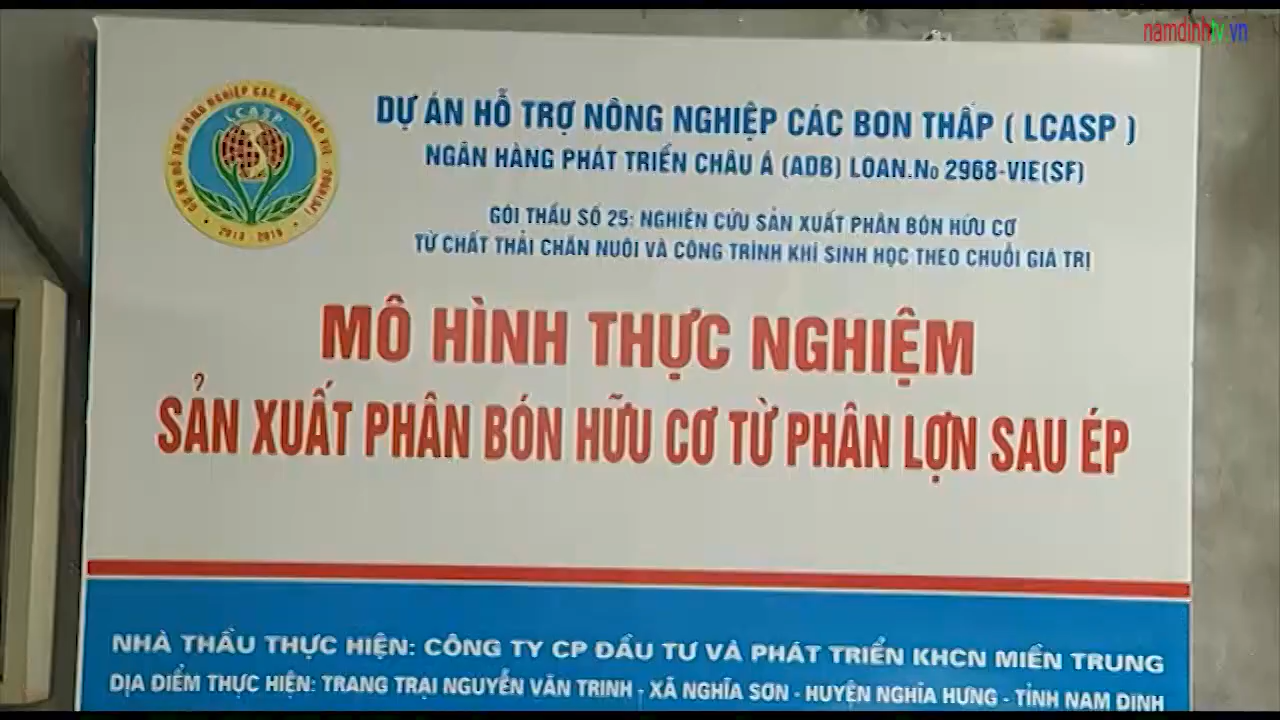 namdinhtv.vn
LCASP
DỰ ÁN HỖ TRỢ NÔNG NGHIỆP CÁC BON THẤP ( LCASP )
NGÂN HÀNG PHÁT TRIỂN CHÂU Á (ADB) LOAN.No 2968-VIE(SF)
GÓI THẦU SỐ 25: NGHIÊN CỨU SẢN XUẤT PHÂN BÓN HỮU CƠ
TỪ CHẤT THẢI CHĂN NUÔI VÀ CÔNG TRÌNH KHÍ SINH HỌC THEO CHUỖI GIÁ TRỊ
MÔ HÌNH THỰC NGHIỆM
SẢN XUẤT PHÂN BÓN HỮU CƠ TỪ PHÂN LỢN SAU ÉP
NHÀ THẦU THỰC HIỆN: CÔNG TY CP ĐẦU TƯ VÀ PHÁT TRIỂN KHCN MIỀN TRUNG
ĐỊA ĐIỂM THỰC HIỆN: TRANG TRẠI NGUYỄN VĂN TRINH - XÃ NGHĨA SƠN - HUYỆN NGHĨA HƯNG - TỈNH NAM ĐỊNH